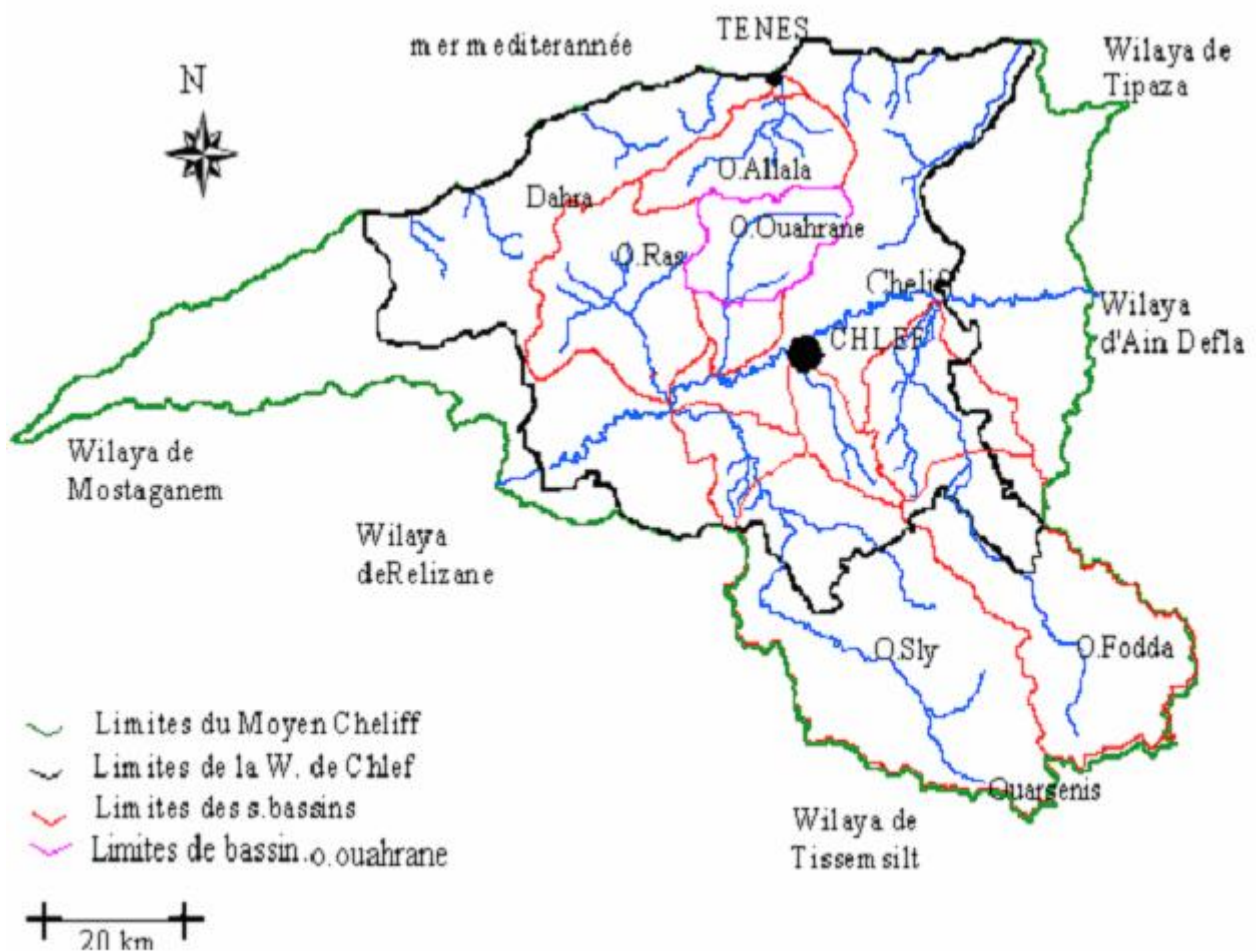 TENES
mer mediterannée
Wilaya de
Tipaza
N
O.Allala
Dahra
O.Ouahrane
O.Ras
Chelif
Wilaya
d'Ain Defla
CHLEF
Wilaya de
Mostaganem
Wilaya
de Relizane
O.Sly
O.Fodda
Limites du Moyen Cheliff
Limites de la W. de Chlef
Limites des s.bassins
Limites de bassin.o.ouahrane
Ouarsenis
Wilaya de
Tissemsilt
20 km